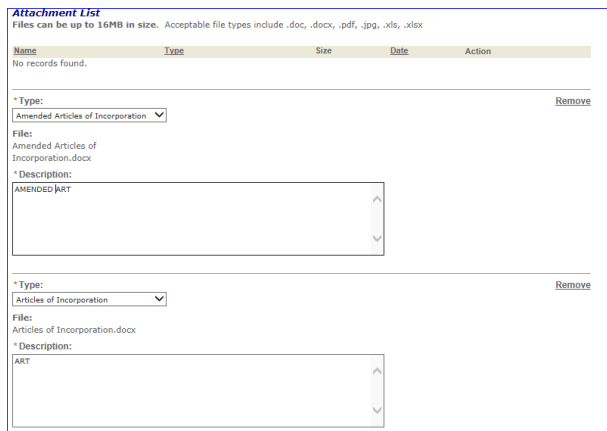 Attachment List
Files can be up to 16MB in size. Acceptable file types include .doc, .docx, .pdf, .jpg, .xls, .xlsx
Name Type Size Date Action
No records found.
*Type: Remove
Amended Articles of Incorporation
File:
Amended Articles of
Incorporation.docx
*Description:
AMENDED ART
*Type: Remove
Articles of Incorporation
File:
Articles of Incorporation.docx
*Description:
ART